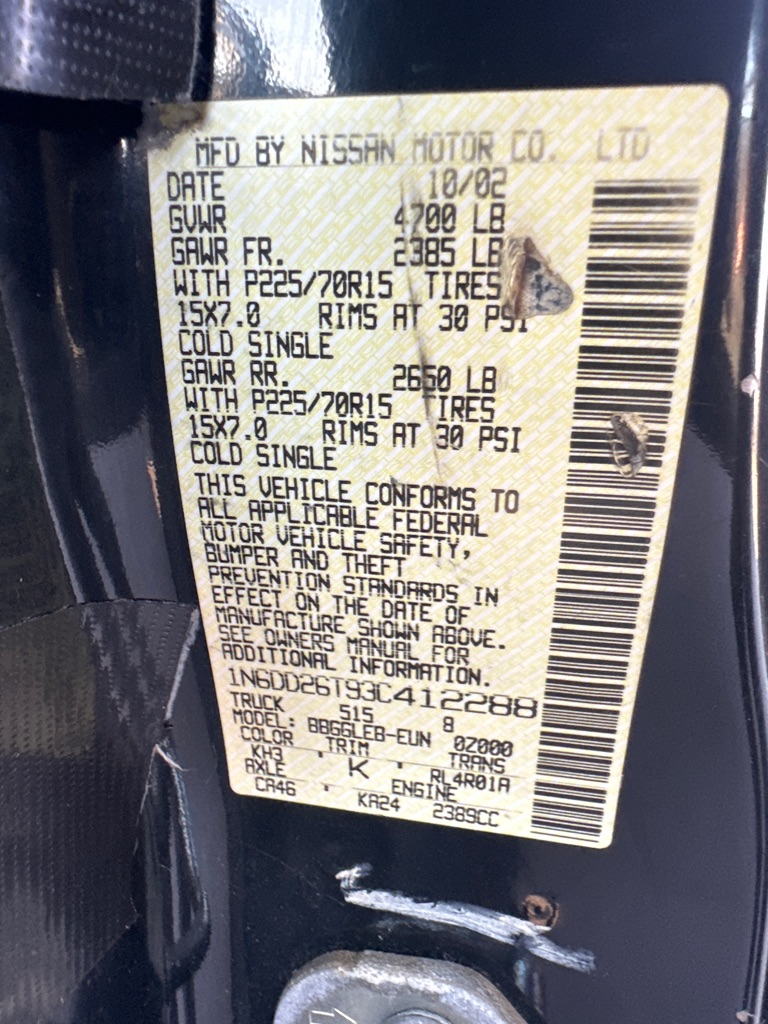 MFD BY NISSAN MOTOR CO. LTD
DATE 10/02
GVWR 4700 LB
GAWR FR. 2385 LB
WITH P225/70R15 TIRES
15X7.0 RIMS AT 30 PSI
COLD SINGLE
GAWR RR. 2650 LB
WITH P225/70R15 TIRES
15X7.0 RIMS AT 30 PSI
COLD SINGLE
THIS VEHICLE CONFORMS TO
ALL APPLICABLE FEDERAL
MOTOR VEHICLE SAFETY,
BUMPER AND THEFT
PREVENTION STANDARDS IN
EFFECT ON THE DATE OF
MANUFACTURE SHOWN ABOVE.
SEE OWNERS MANUAL FOR
ADDITIONAL INFORMATION.
1N6DD26T93C412288
TRUCK 515 8
MODEL: BBGGLEB-EUN 0Z000
COLOR TRIM TRANS
KH3 K RL4R01A
AXLE ENGINE
CA46 KA24 2389CC